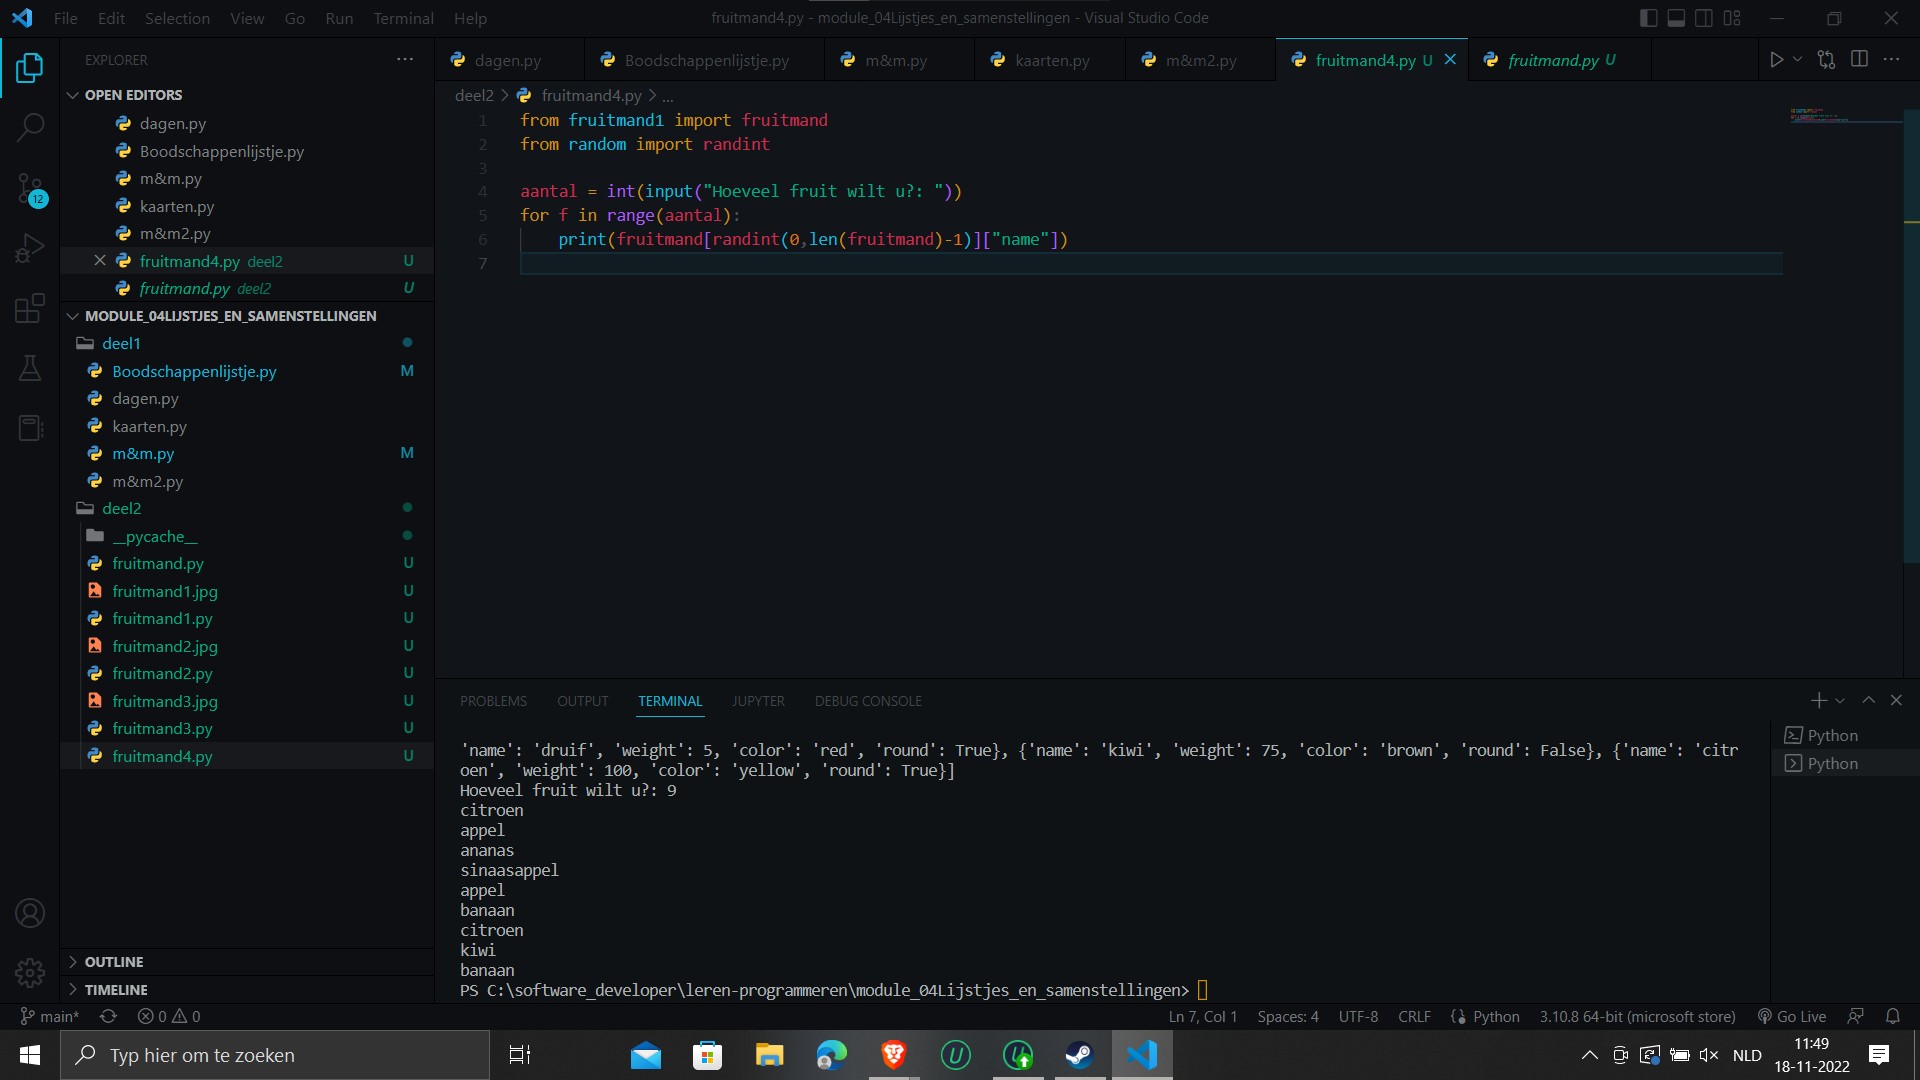 File Edit Selection View Go Run Terminal Help
fruitmand4.py - module_04Lijstjes_en_samenstellingen - Visual Studio Code
EXPLORER
OPEN EDITORS
dagen.py
Boodschappenlijstje.py
m&m.py
kaarten.py
m&m2.py
fruitmand4.py deel2 U
fruitmand.py deel2 U
MODULE_04LIJSTJES_EN_SAMENSTELLINGEN
deel1
Boodschappenlijstje.py M
dagen.py
kaarten.py
m&m.py M
m&m2.py
deel2
__pycache__
fruitmand.py U
fruitmand1.jpg U
fruitmand1.py U
fruitmand2.jpg U
fruitmand2.py U
fruitmand3.jpg U
fruitmand3.py U
fruitmand4.py U
OUTLINE
TIMELINE
12
dagen.py Boodschappenlijstje.py m&m.py kaarten.py m&m2.py fruitmand4.py U fruitmand.py U
deel2 > fruitmand4.py > ...
1 from fruitmand1 import fruitmand
2 from random import randint
3
4 aantal = int(input("Hoeveel fruit wilt u?: "))
5 for f in range(aantal):
6     print(fruitmand[randint(0,len(fruitmand)-1)]["name"])
7
PROBLEMS OUTPUT TERMINAL JUPYTER DEBUG CONSOLE
Python
Python
'name': 'druif', 'weight': 5, 'color': 'red', 'round': True}, {'name': 'kiwi', 'weight': 75, 'color': 'brown', 'round': False}, {'name': 'citr
oen', 'weight': 100, 'color': 'yellow', 'round': True}]
Hoeveel fruit wilt u?: 9
citroen
appel
ananas
sinaasappel
appel
banaan
citroen
kiwi
banaan
PS C:\software_developer\leren-programmeren\module_04Lijstjes_en_samenstellingen>
main* 0 0 Ln 7, Col 1 Spaces: 4 UTF-8 CRLF Python 3.10.8 64-bit (microsoft store) Go Live
Typ hier om te zoeken
NLD
11:49
18-11-2022